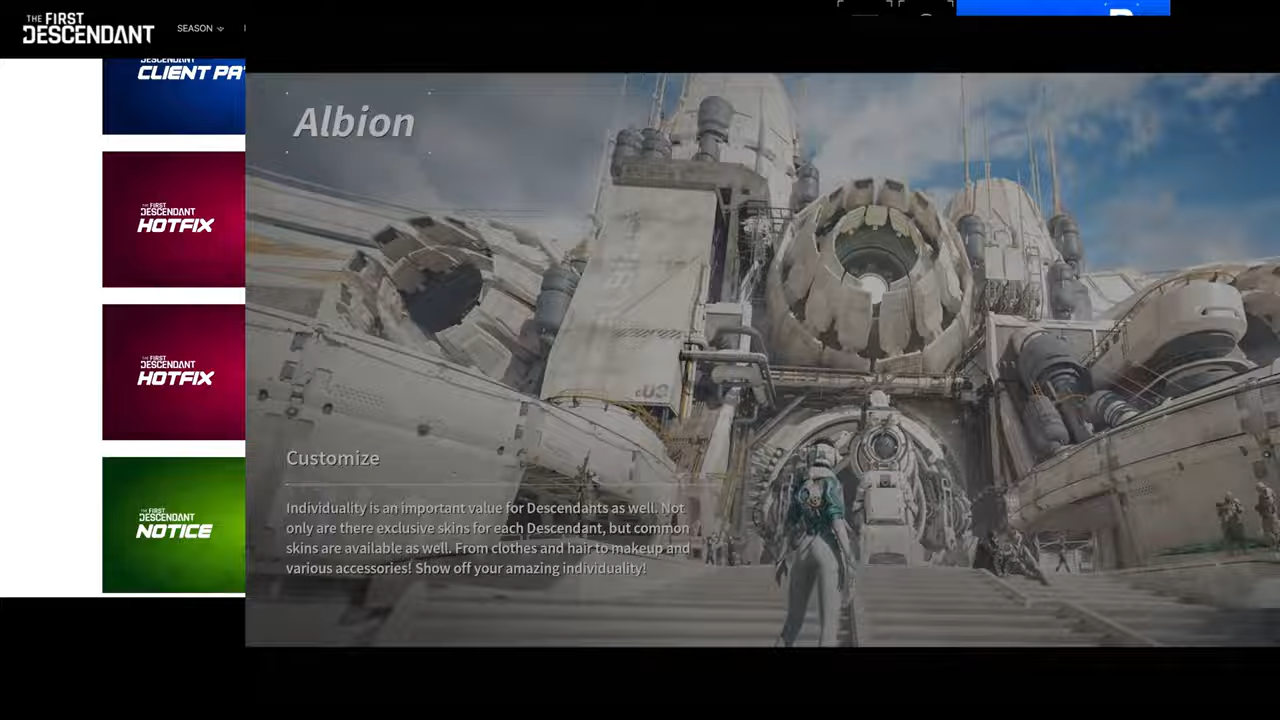 THE FIRST
DESCENDANT
SEASON
DESCENDANT
CLIENT PA
THE FIRST
DESCENDANT
HOTFIX
THE FIRST
DESCENDANT
HOTFIX
THE FIRST
DESCENDANT
NOTICE
Albion
Customize
Individuality is an important value for Descendants as well. Not
only are there exclusive skins for each Descendant, but common
skins are available as well. From clothes and hair to makeup and
various accessories! Show off your amazing individuality!